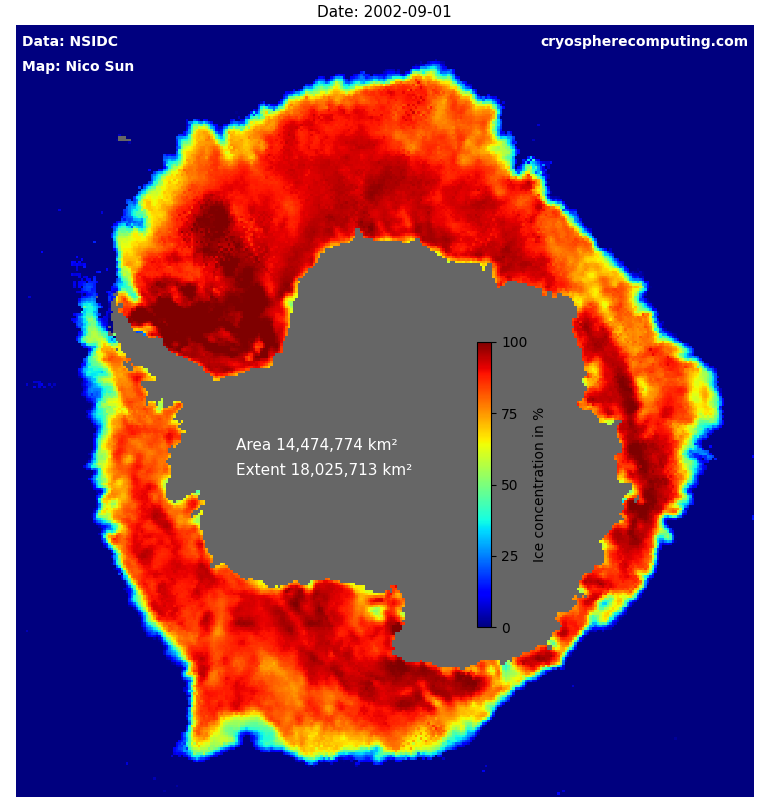 Date: 2002-09-01
Data: NSIDC
cryospherecomputing.com
Map: Nico Sun
100
75
50
25
0
Ice concentration in %
Area 14,474,774 km²
Extent 18,025,713 km²